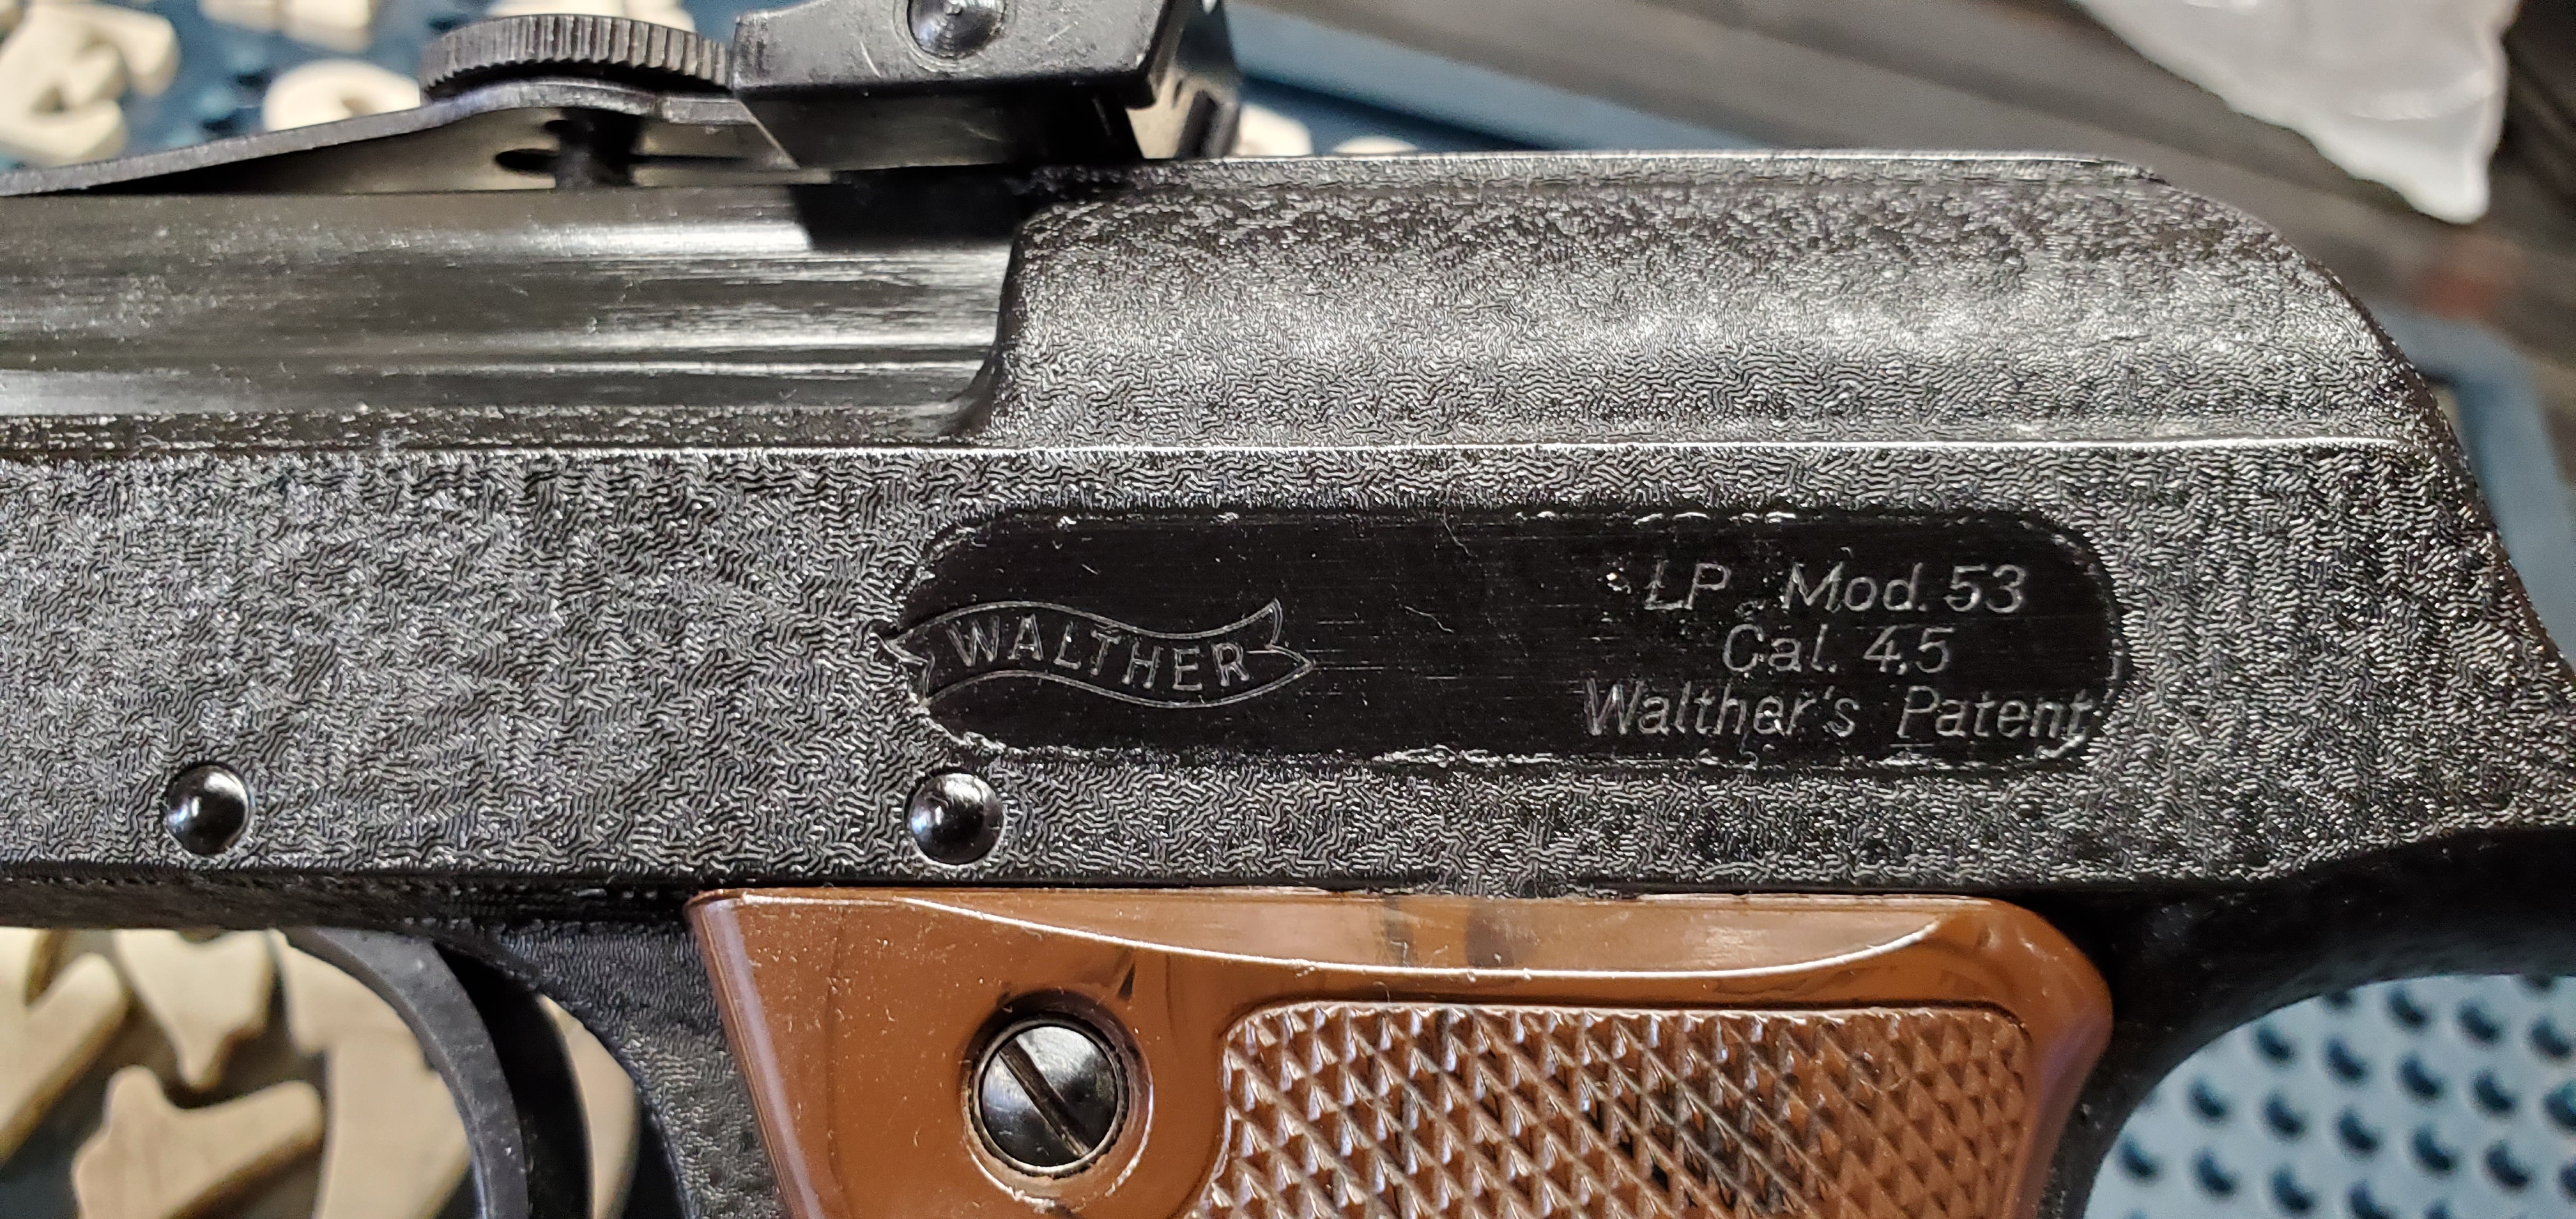 WALTHER
LP Mod. 53
Cal. 4,5
Walther's Patent